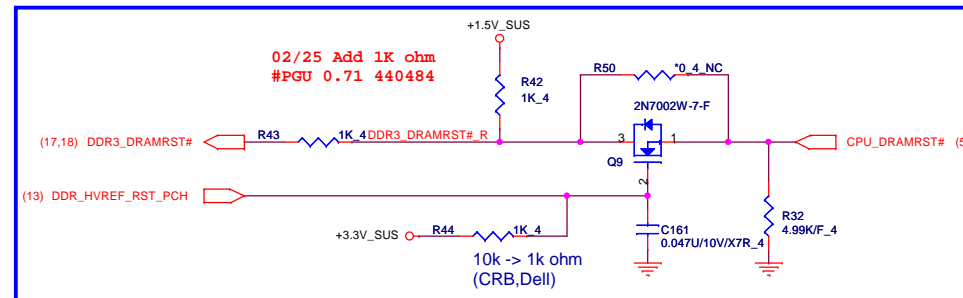 +1.5V_SUS
02/25 Add 1K ohm
#PGU 0.71 440484
R42
1K_4
R50
*0_4_NC
2N7002W-7-F
(17,18) DDR3_DRAMRST#
R43
1K_4
DDR3_DRAMRST#_R
3
1
Q9
2
CPU_DRAMRST# (5
(13) DDR_HVREF_RST_PCH
+3.3V_SUS
R44
1K_4
C161
0.047U/10V/X7R_4
R32
4.99K/F_4
10k -> 1k ohm
(CRB,Dell)